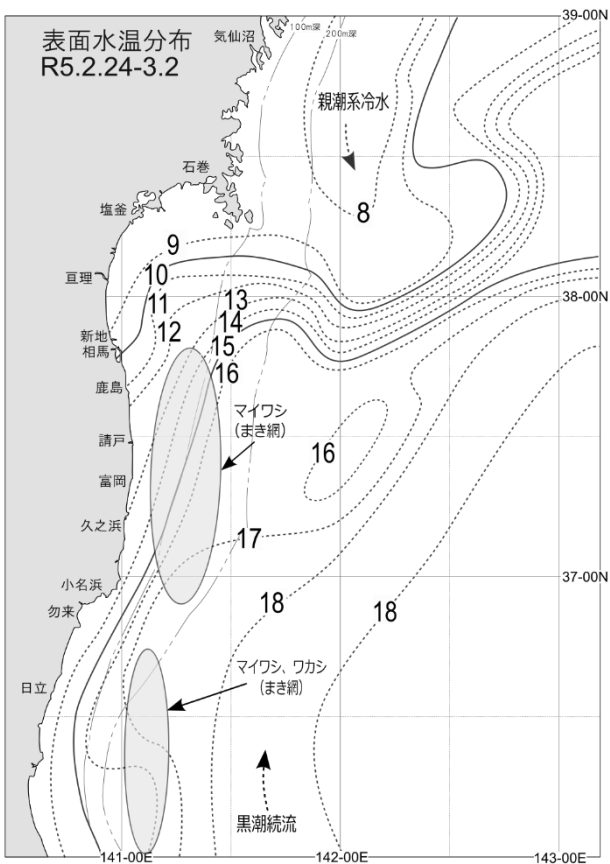 表面水温分布
R5.2.24-3.2
気仙沼
100m深
200m深
39-00N
親潮系冷水
石巻
8
塩釜
9
亘理
10
38-00N
11
13
12
14
新地
15
相馬
16
鹿島
マイワシ
(まき網)
請戸
16
富岡
久之浜
17
小名浜
37-00N
勿来
18
18
日立
マイワシ、ワカシ
(まき網)
黒潮続流
141-00E
142-00E
143-00E